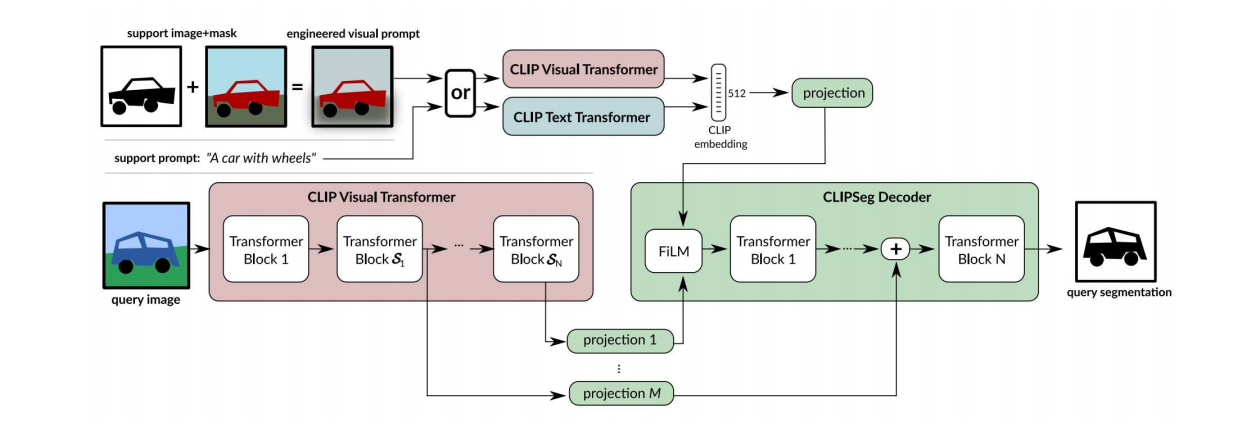 support image+mask
engineered visual prompt
+
=
or
CLIP Visual Transformer
CLIP Text Transformer
512
CLIP
embedding
projection
support prompt: "A car with wheels"
CLIP Visual Transformer
Transformer
Block 1
Transformer
Block 𝓢₁
...
Transformer
Block 𝓢N
query image
CLIPSeg Decoder
FiLM
Transformer
Block 1
...
+
Transformer
Block N
query segmentation
projection 1
⋮
projection M